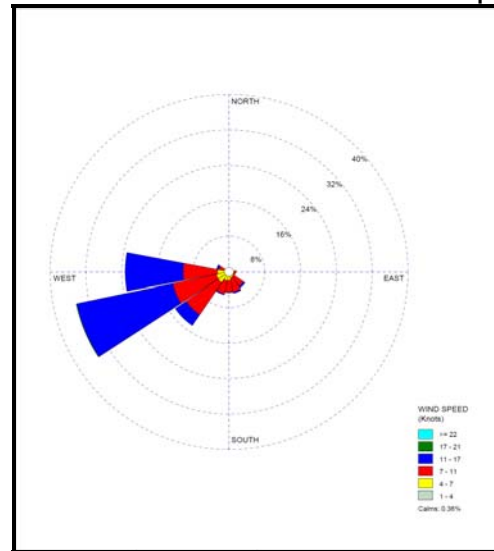 NORTH
40%
32%
24%
16%
8%
WEST
EAST
SOUTH
WIND SPEED
(Knots)
>= 22
17 - 21
11 - 17
7 - 11
4 - 7
1 - 4
Calms: 0.36%